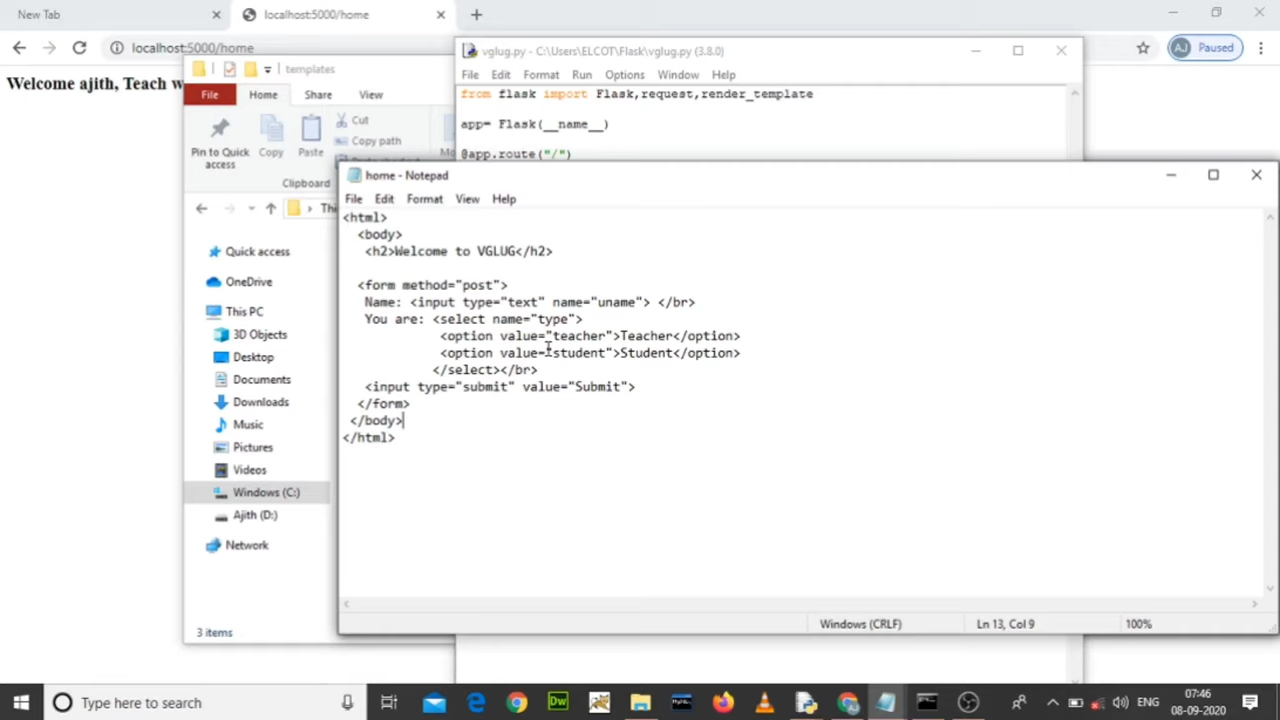 New Tab
localhost:5000/home
localhost:5000/home
AJ Paused
Welcome ajith, Teach w
templates
File Home Share View
Pin to Quick access
Copy
Paste
Cut
Copy path
Clipboard
Quick access
OneDrive
This PC
3D Objects
Desktop
Documents
Downloads
Music
Pictures
Videos
Windows (C:)
Ajith (D:)
Network
3 items
vglug.py - C:\Users\ELCOT\Flask\vglug.py (3.8.0)
File Edit Format Run Options Window Help
from flask import Flask,request,render_template
app= Flask(__name__)
@app.route("/")
home - Notepad
File Edit Format View Help
<html>
<body>
<h2>Welcome to VGLUG</h2>
<form method="post">
Name: <input type="text" name="uname"> </br>
You are: <select name="type">
<option value="teacher">Teacher</option>
<option value="student">Student</option>
</select></br>
<input type="submit" value="Submit">
</form>
</body>
</html>
Windows (CRLF) Ln 13, Col 9 100%
Type here to search
Dw
ENG
07:46
08-09-2020